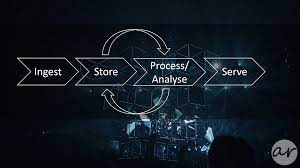 Ingest
Store
Process/
Analyse
Serve
ar